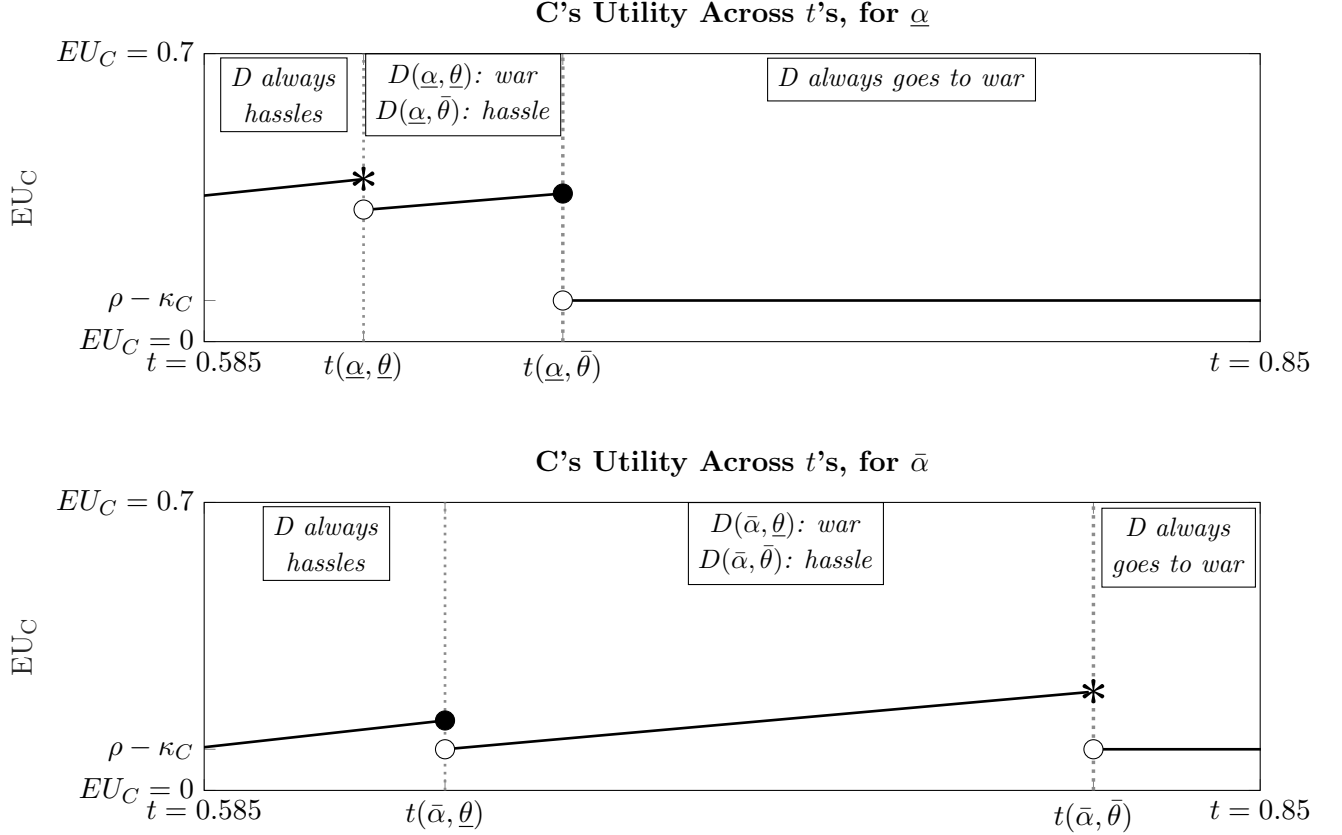 C's Utility Across t's, for α̲
EU_C = 0.7
D always
hassles
D(α̲, θ̲): war
D(α̲, θ̄): hassle
D always goes to war
EU_C
ρ − κ_C
EU_C = 0
t = 0.585
t(α̲, θ̲)
t(α̲, θ̄)
t = 0.85
C's Utility Across t's, for ᾱ
EU_C = 0.7
D always
hassles
D(ᾱ, θ̲): war
D(ᾱ, θ̄): hassle
D always
goes to war
EU_C
ρ − κ_C
EU_C = 0
t = 0.585
t(ᾱ, θ̲)
t(ᾱ, θ̄)
t = 0.85